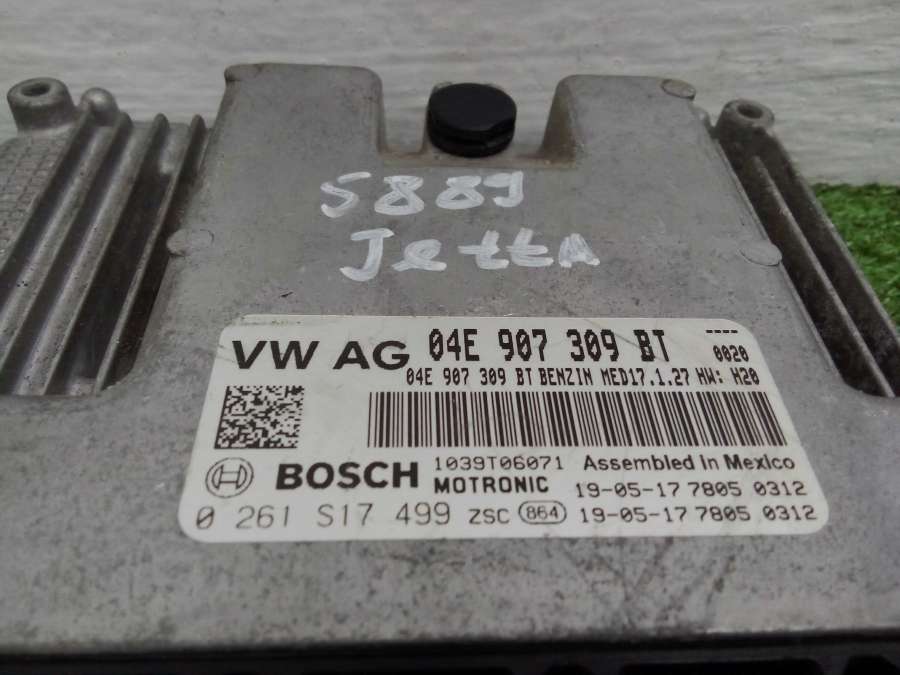 5889
JettA
VW AG 04E 907 309 BT ----
0020
04E 907 309 BT BENZIN MED17.1.27 HW: H20
BOSCH 1039T06071 Assembled in Mexico
MOTRONIC 19-05-17 7805 0312
0 261 S17 499 ZSC 864 19-05-17 7805 0312